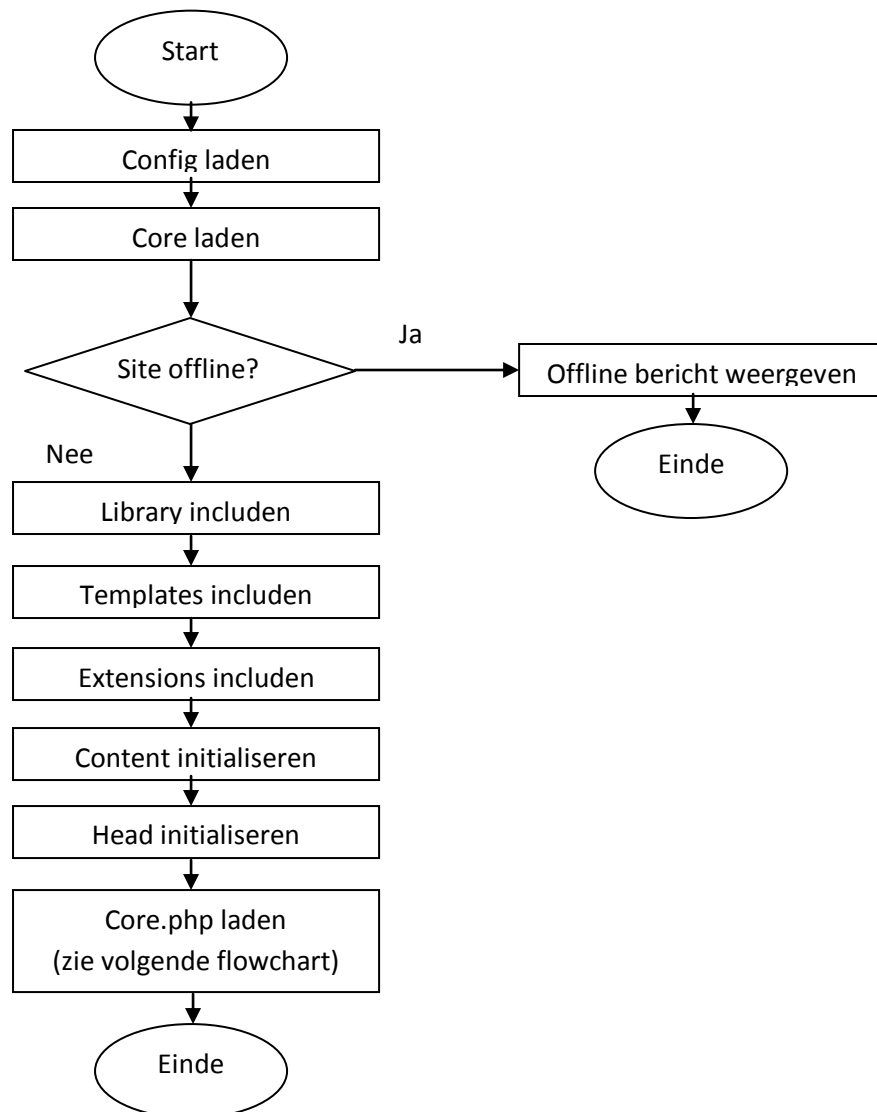 Start
Config laden
Core laden
Site offline?
Ja
Offline bericht weergeven
Einde
Nee
Library includen
Templates includen
Extensions includen
Content initialiseren
Head initialiseren
Core.php laden
(zie volgende flowchart)
Einde